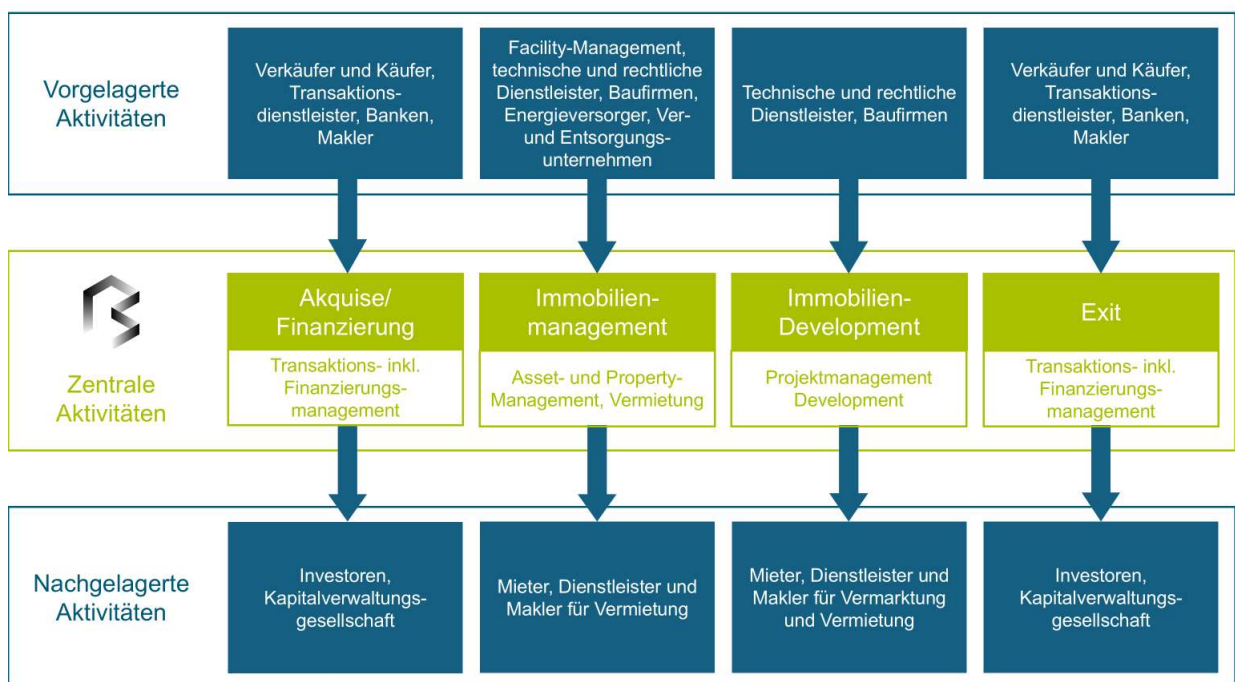 Vorgelagerte
Aktivitäten
Verkäufer und Käufer,
Transaktions-
dienstleister, Banken,
Makler
Facility-Management,
technische und rechtliche
Dienstleister, Baufirmen,
Energieversorger, Ver-
und Entsorgungs-
unternehmen
Technische und rechtliche
Dienstleister, Baufirmen
Verkäufer und Käufer,
Transaktions-
dienstleister, Banken,
Makler
Zentrale
Aktivitäten
Akquise/
Finanzierung
Transaktions- inkl.
Finanzierungs-
management
Immobilien-
management
Asset- und Property-
Management, Vermietung
Immobilien-
Development
Projektmanagement
Development
Exit
Transaktions- inkl.
Finanzierungs-
management
Nachgelagerte
Aktivitäten
Investoren,
Kapitalverwaltungs-
gesellschaft
Mieter, Dienstleister und
Makler für Vermietung
Mieter, Dienstleister und
Makler für Vermarktung
und Vermietung
Investoren,
Kapitalverwaltungs-
gesellschaft